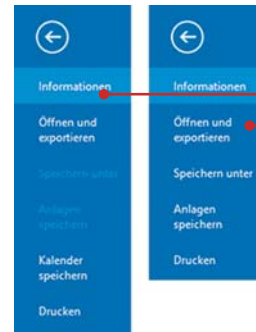 Informationen
Öffnen und
exportieren
Speichern unter
Anlagen
speichern
Kalender
speichern
Drucken
Informationen
Öffnen und
exportieren
Speichern unter
Anlagen
speichern
Drucken